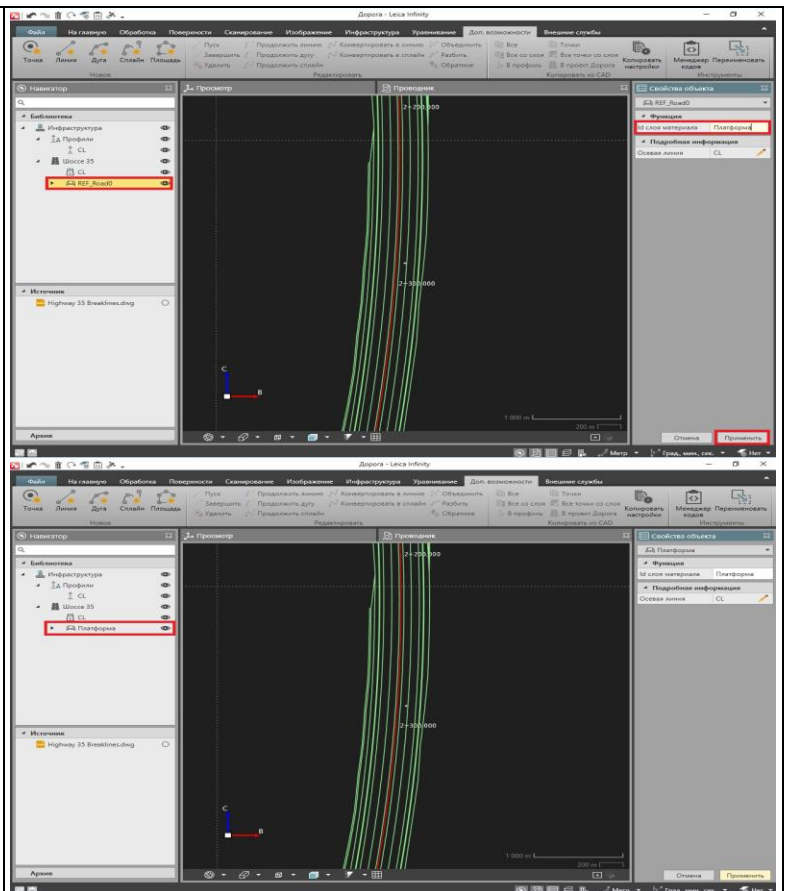 Дорога - Leica Infinity
Файл На главную Обработка Поверхности Сканирование Изображение Инфраструктура Уравнивание Доп. возможности Внешние службы
Точка Линия Дуга Сплайн Площадь
Пуск Продолжить линию Конвертировать в линию Объединить
Завершить Продолжить дугу Конвертировать в сплайн Разбить
Удалить Продолжить сплайн Обратное
Все Точки
Все со слоя Все точки со слоя
В профиль В проект Дорога
Копировать настройки
Менеджер кодов
Переименовать
Новое Редактировать Копировать из CAD Инструменты
Навигатор
Просмотр
Проводник
Свойства объекта
Библиотека
Инфраструктура
Профили
CL
Шоссе 35
CL
REF_Road0
Источник
Highway 35 Breaklines.dwg
Архив
2+200,000
2+300,000
C
B
1 000 m
200 m
REF_Road0
Функция
Id слоя материала Платформа
Подробная информация
Осевая линия CL
Отмена Применить
Метр Град, мин, сек. Нет
Дорога - Leica Infinity
Файл На главную Обработка Поверхности Сканирование Изображение Инфраструктура Уравнивание Доп. возможности Внешние службы
Точка Линия Дуга Сплайн Площадь
Пуск Продолжить линию Конвертировать в линию Объединить
Завершить Продолжить дугу Конвертировать в сплайн Разбить
Удалить Продолжить сплайн Обратное
Все Точки
Все со слоя Все точки со слоя
В профиль В проект Дорога
Копировать настройки
Менеджер кодов
Переименовать
Новое Редактировать Копировать из CAD Инструменты
Навигатор
Просмотр
Проводник
Свойства объекта
Библиотека
Инфраструктура
Профили
CL
Шоссе 35
CL
Платформа
Источник
Highway 35 Breaklines.dwg
Архив
2+200,000
2+300,000
C
B
1 000 m
200 m
Платформа
Функция
Id слоя материала Платформа
Подробная информация
Осевая линия CL
Отмена Применить
Метр Град, мин, сек. Нет